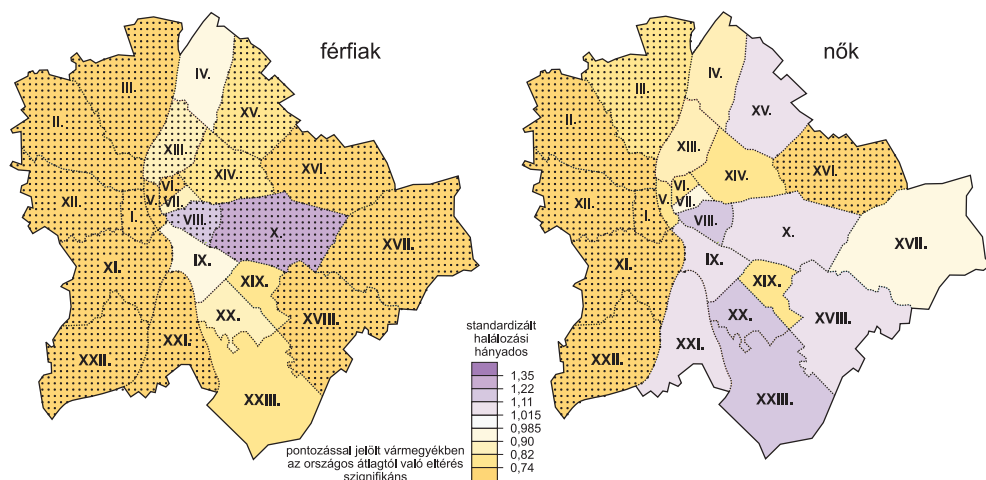 férfiak
IV.
III.
XV.
II.
XIII.
XIV.
XVI.
VI.
V.
VII.
XII.
I.
VIII.
X.
XVII.
XI.
IX.
XIX.
XX.
XVIII.
XXI.
XXII.
XXIII.
standardizált
halálozási
hányados
1,35
1,22
1,11
1,015
0,985
0,90
0,82
0,74
pontozással jelölt vármegyékben
az országos átlagtól való eltérés
szignifikáns
nők
IV.
III.
XV.
II.
XIII.
XIV.
XVI.
VI.
V.
VII.
XII.
I.
VIII.
X.
XVII.
XI.
IX.
XIX.
XX.
XVIII.
XXI.
XXII.
XXIII.